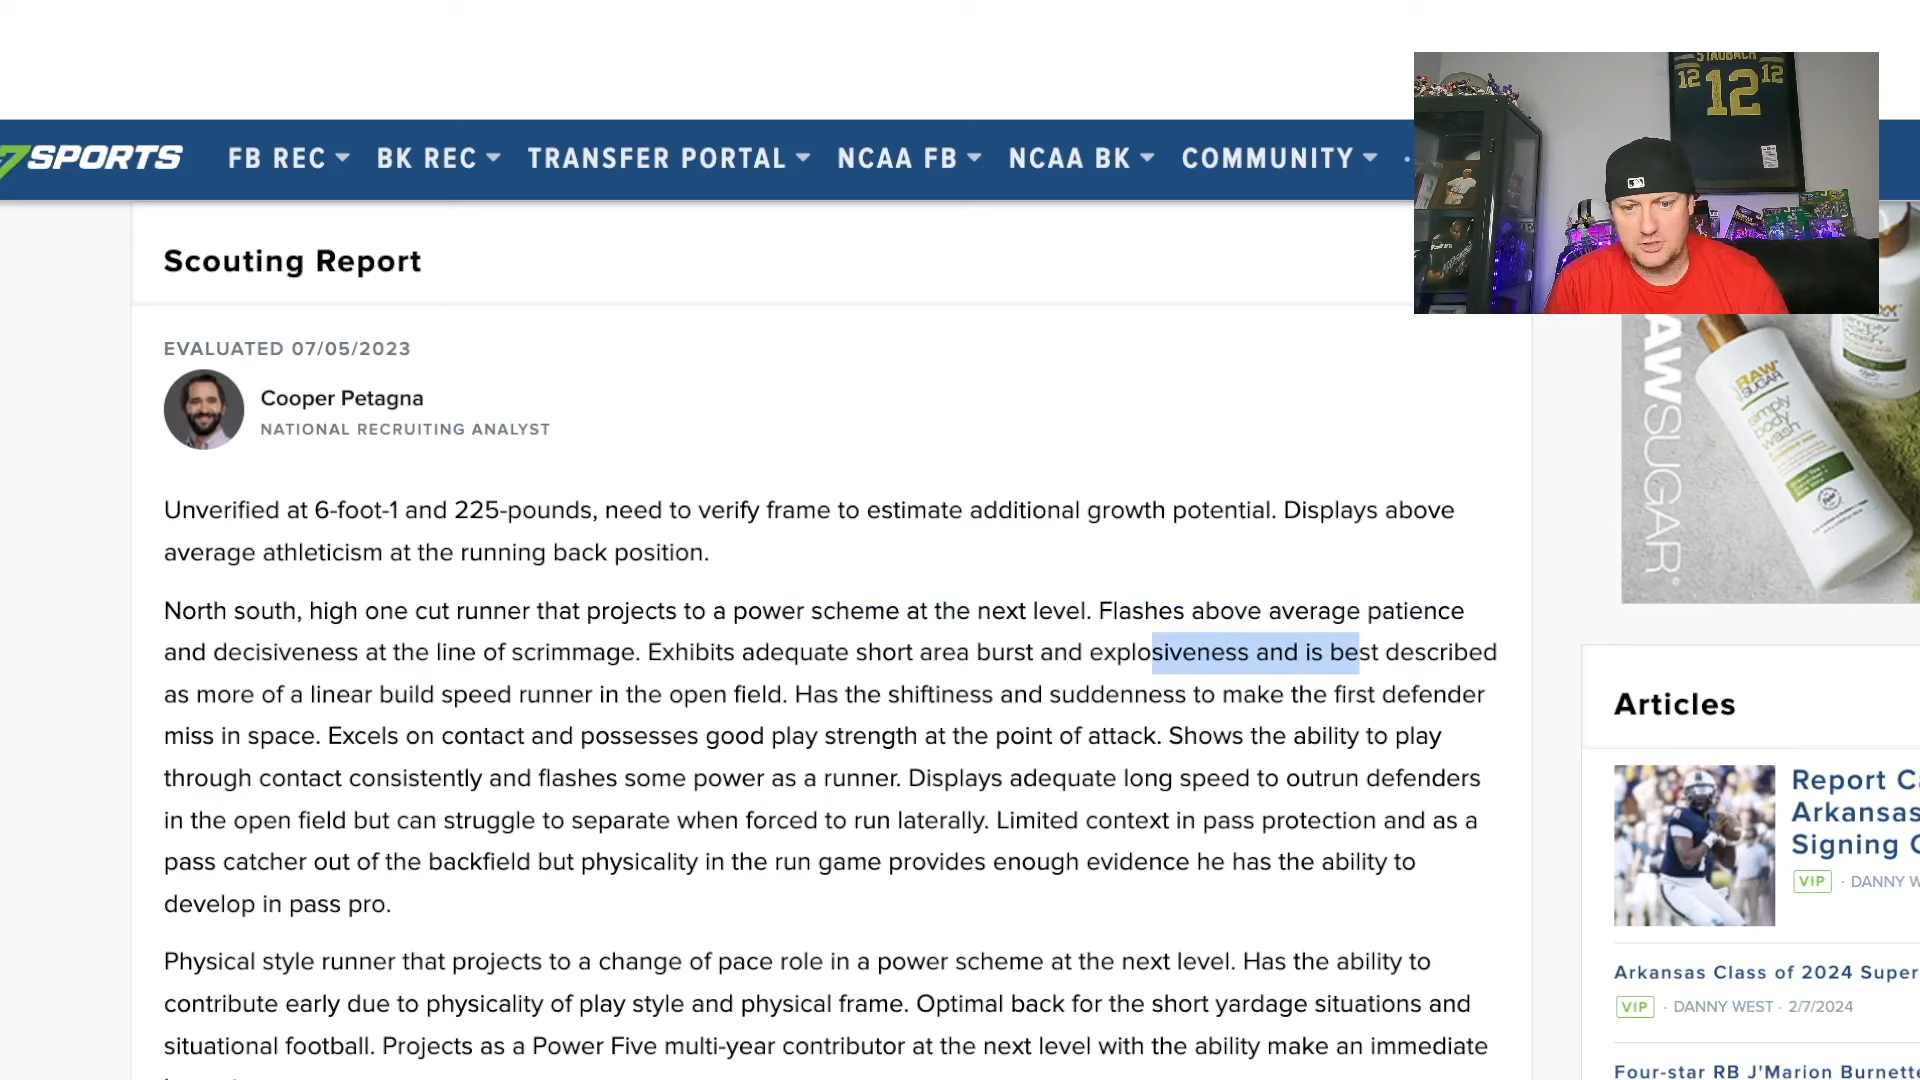 7SPORTS
FB REC
BK REC
TRANSFER PORTAL
NCAA FB
NCAA BK
COMMUNITY
STAUBACH
12 12 12
Scouting Report
EVALUATED 07/05/2023
Cooper Petagna
NATIONAL RECRUITING ANALYST
Unverified at 6-foot-1 and 225-pounds, need to verify frame to estimate additional growth potential. Displays above
average athleticism at the running back position.
North south, high one cut runner that projects to a power scheme at the next level. Flashes above average patience
and decisiveness at the line of scrimmage. Exhibits adequate short area burst and explosiveness and is best described
as more of a linear build speed runner in the open field. Has the shiftiness and suddenness to make the first defender
miss in space. Excels on contact and possesses good play strength at the point of attack. Shows the ability to play
through contact consistently and flashes some power as a runner. Displays adequate long speed to outrun defenders
in the open field but can struggle to separate when forced to run laterally. Limited context in pass protection and as a
pass catcher out of the backfield but physicality in the run game provides enough evidence he has the ability to
develop in pass pro.
Physical style runner that projects to a change of pace role in a power scheme at the next level. Has the ability to
contribute early due to physicality of play style and physical frame. Optimal back for the short yardage situations and
situational football. Projects as a Power Five multi-year contributor at the next level with the ability make an immediate
AWSUGAR
RAW
SUGAR
simply
body
wash
Articles
Report Ca
Arkansas
Signing C
VIP · DANNY W
Arkansas Class of 2024 Super
VIP · DANNY WEST · 2/7/2024
Four-star RB J'Marion Burnette